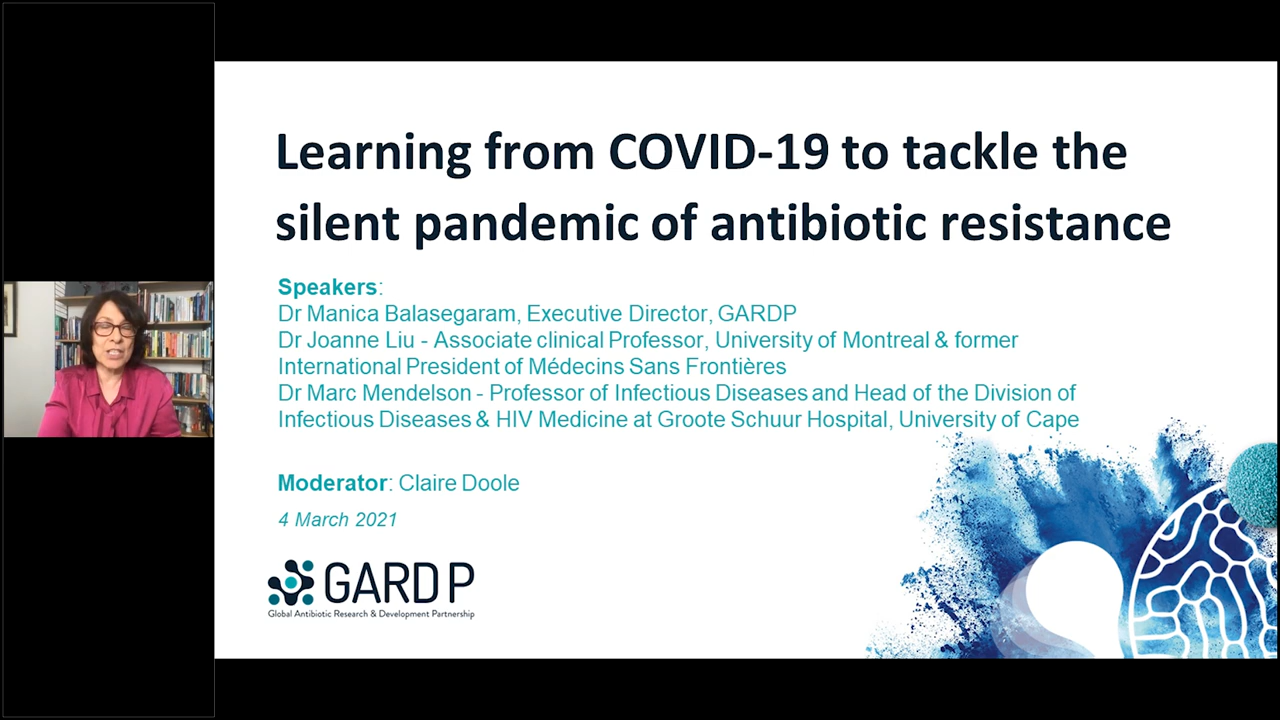 Learning from COVID-19 to tackle the
silent pandemic of antibiotic resistance
Speakers:
Dr Manica Balasegaram, Executive Director, GARDP
Dr Joanne Liu - Associate clinical Professor, University of Montreal & former
International President of Médecins Sans Frontières
Dr Marc Mendelson - Professor of Infectious Diseases and Head of the Division of
Infectious Diseases & HIV Medicine at Groote Schuur Hospital, University of Cape
Moderator: Claire Doole
4 March 2021
GARDP
Global Antibiotic Research & Development Partnership